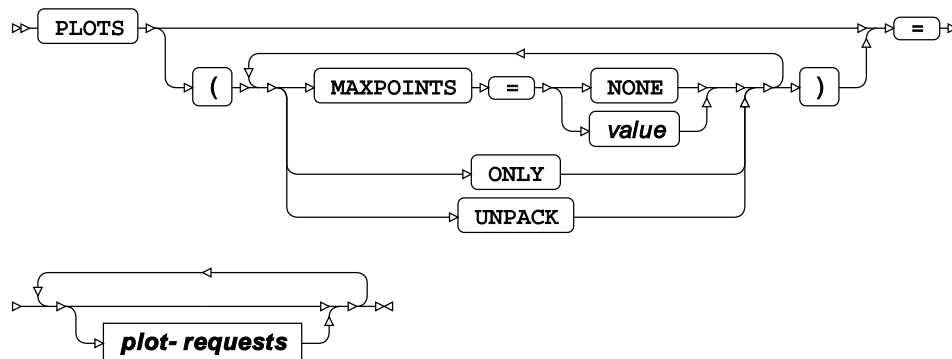 PLOTS =
( MAXPOINTS = NONE )
value
ONLY
UNPACK
plot- requests